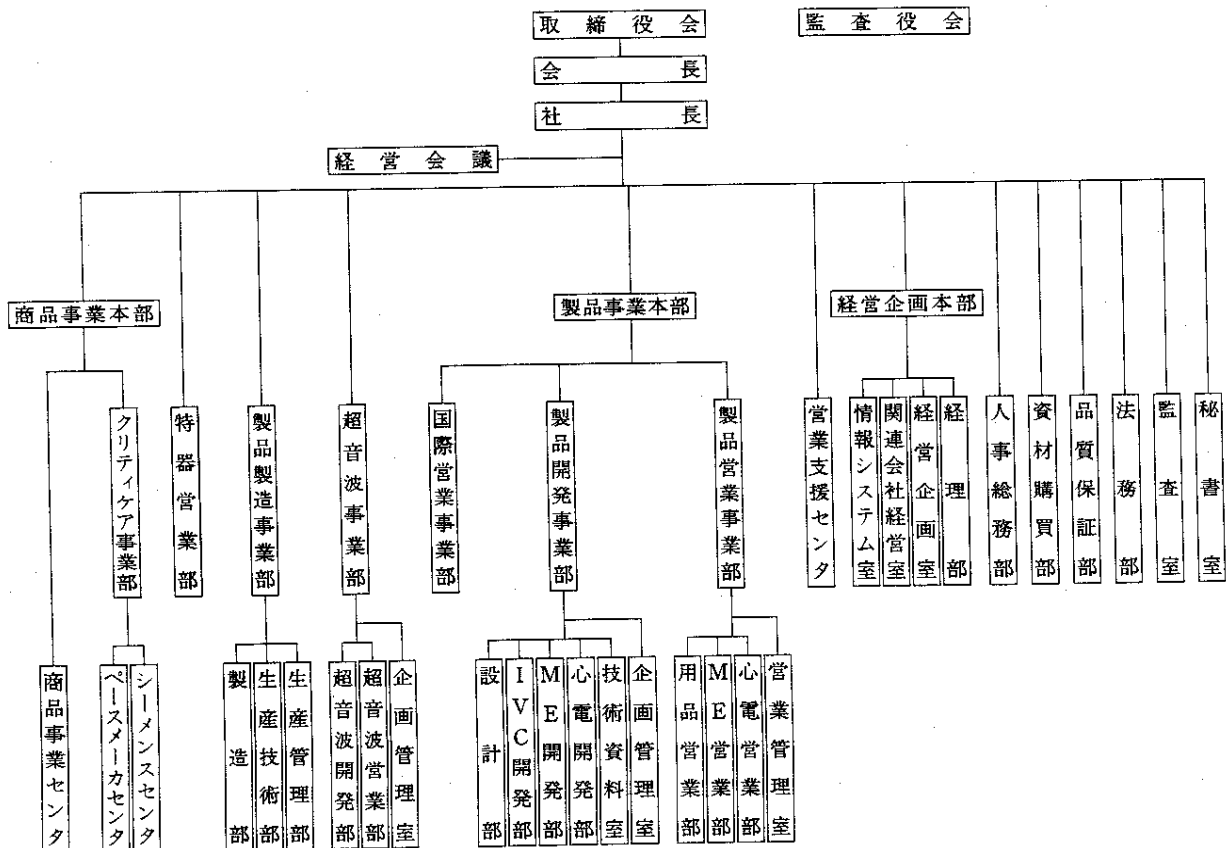 取締役会
監査役会
会長
社長
経営会議
商品事業本部
製品事業本部
経営企画本部
クリティケア事業部
特器営業部
製品製造事業部
超音波事業部
国際営業事業部
製品開発事業部
製品営業事業部
営業支援センタ
情報システム室
関連会社経営室
経営企画室
経理部
人事総務部
資材購買部
品質保証部
法務部
監査室
秘書室
商品事業センタ
ペースメーカセンタ
シーメンスセンタ
製造部
生産技術部
生産管理部
超音波開発部
超音波営業部
企画管理室
設計部
IVC開発部
ME開発部
心電開発部
技術資料室
企画管理室
用品営業部
ME営業部
心電営業部
営業管理室